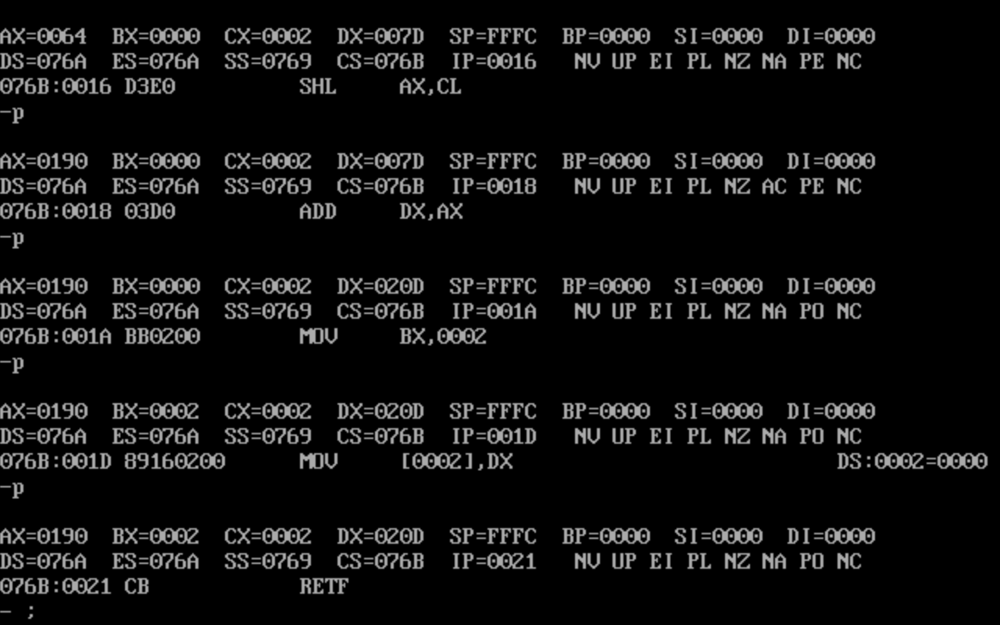 AX=0064  BX=0000  CX=0002  DX=007D  SP=FFFC  BP=0000  SI=0000  DI=0000
DS=076A  ES=076A  SS=0769  CS=076B  IP=0016   NV UP EI PL NZ NA PE NC
076B:0016 D3E0          SHL     AX,CL
-p
AX=0190  BX=0000  CX=0002  DX=007D  SP=FFFC  BP=0000  SI=0000  DI=0000
DS=076A  ES=076A  SS=0769  CS=076B  IP=0018   NV UP EI PL NZ AC PE NC
076B:0018 03D0          ADD     DX,AX
-p
AX=0190  BX=0000  CX=0002  DX=020D  SP=FFFC  BP=0000  SI=0000  DI=0000
DS=076A  ES=076A  SS=0769  CS=076B  IP=001A   NV UP EI PL NZ NA PO NC
076B:001A BB0200        MOV     BX,0002
-p
AX=0190  BX=0002  CX=0002  DX=020D  SP=FFFC  BP=0000  SI=0000  DI=0000
DS=076A  ES=076A  SS=0769  CS=076B  IP=001D   NV UP EI PL NZ NA PO NC
076B:001D 89160200      MOV     [0002],DX                          DS:0002=0000
-p
AX=0190  BX=0002  CX=0002  DX=020D  SP=FFFC  BP=0000  SI=0000  DI=0000
DS=076A  ES=076A  SS=0769  CS=076B  IP=0021   NV UP EI PL NZ NA PO NC
076B:0021 CB            RETF
- ;